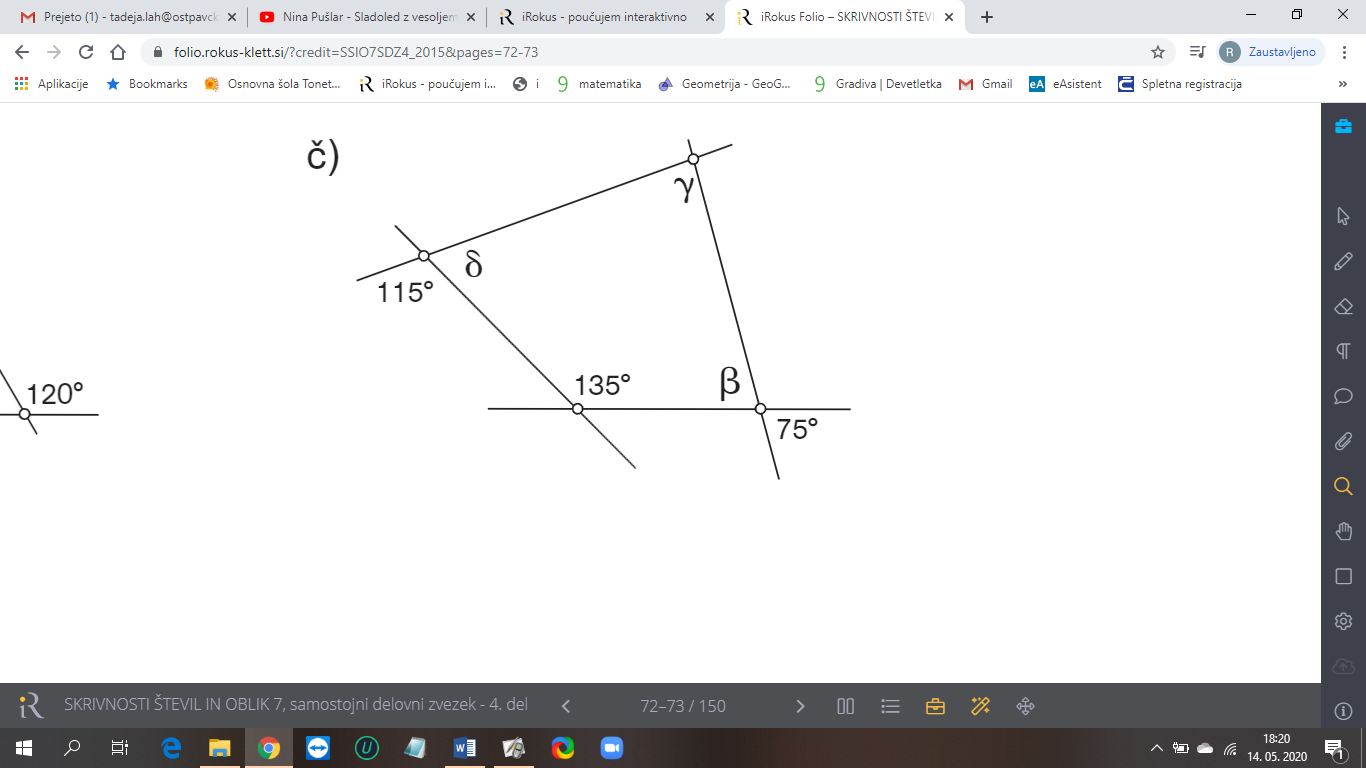 Prejeto (1) - tadeja.lah@ostpavck
Nina Pušlar - Sladoled z vesoljem
iRokus - poučujem interaktivno
iRokus Folio – SKRIVNOSTI ŠTEVI
folio.rokus-klett.si/?credit=SSIO7SDZ4_2015&pages=72-73
R
Zaustavljeno
Aplikacije
Bookmarks
Osnovna šola Tonet...
iRokus - poučujem i...
i
matematika
Geometrija - GeoG...
Gradiva | Devetletka
Gmail
eA
eAsistent
Spletna registracija
»
č)
γ
δ
115°
135°
β
75°
120°
iR
SKRIVNOSTI ŠTEVIL IN OBLIK 7, samostojni delovni zvezek - 4. del
72–73 / 150
18:20
14. 05. 2020
1